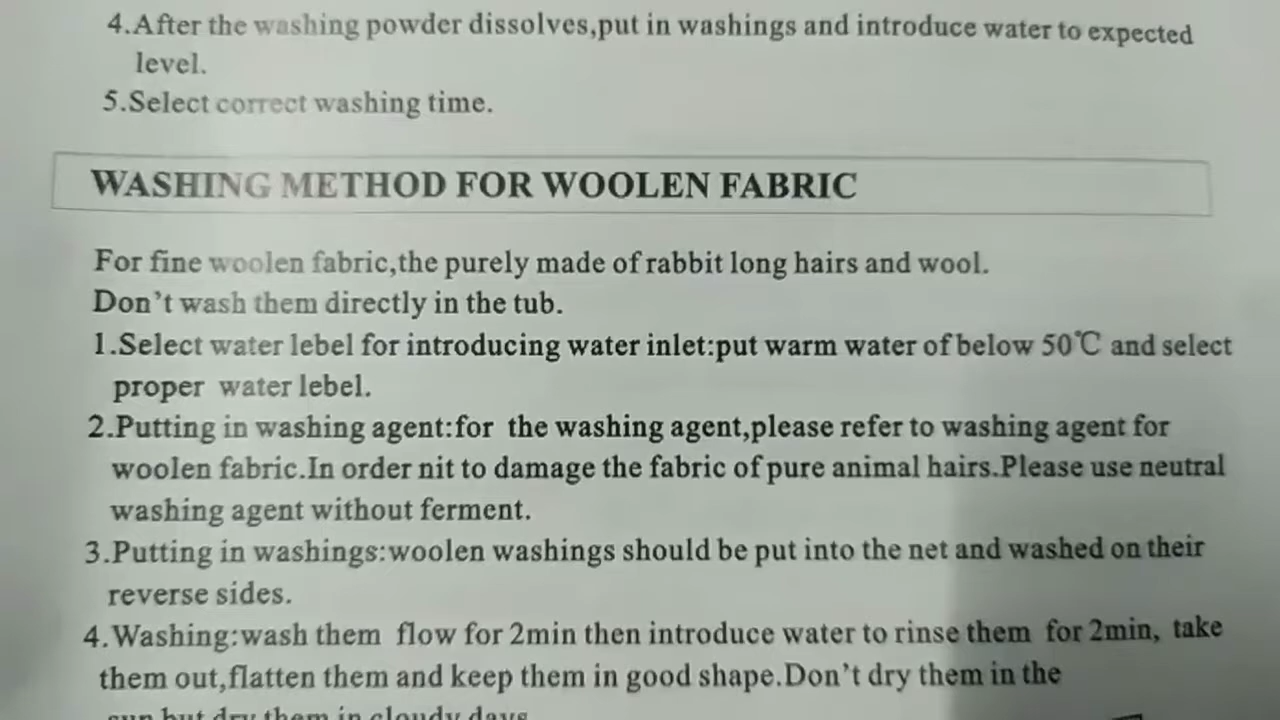 4.After the washing powder dissolves,put in washings and introduce water to expected
level.
5.Select correct washing time.
WASHING METHOD FOR WOOLEN FABRIC
For fine woolen fabric,the purely made of rabbit long hairs and wool.
Don't wash them directly in the tub.
1.Select water lebel for introducing water inlet:put warm water of below 50℃ and select
proper water lebel.
2.Putting in washing agent:for the washing agent,please refer to washing agent for
woolen fabric.In order nit to damage the fabric of pure animal hairs.Please use neutral
washing agent without ferment.
3.Putting in washings:woolen washings should be put into the net and washed on their
reverse sides.
4.Washing:wash them flow for 2min then introduce water to rinse them for 2min, take
them out,flatten them and keep them in good shape.Don't dry them in the
sun but dry them in cloudy days